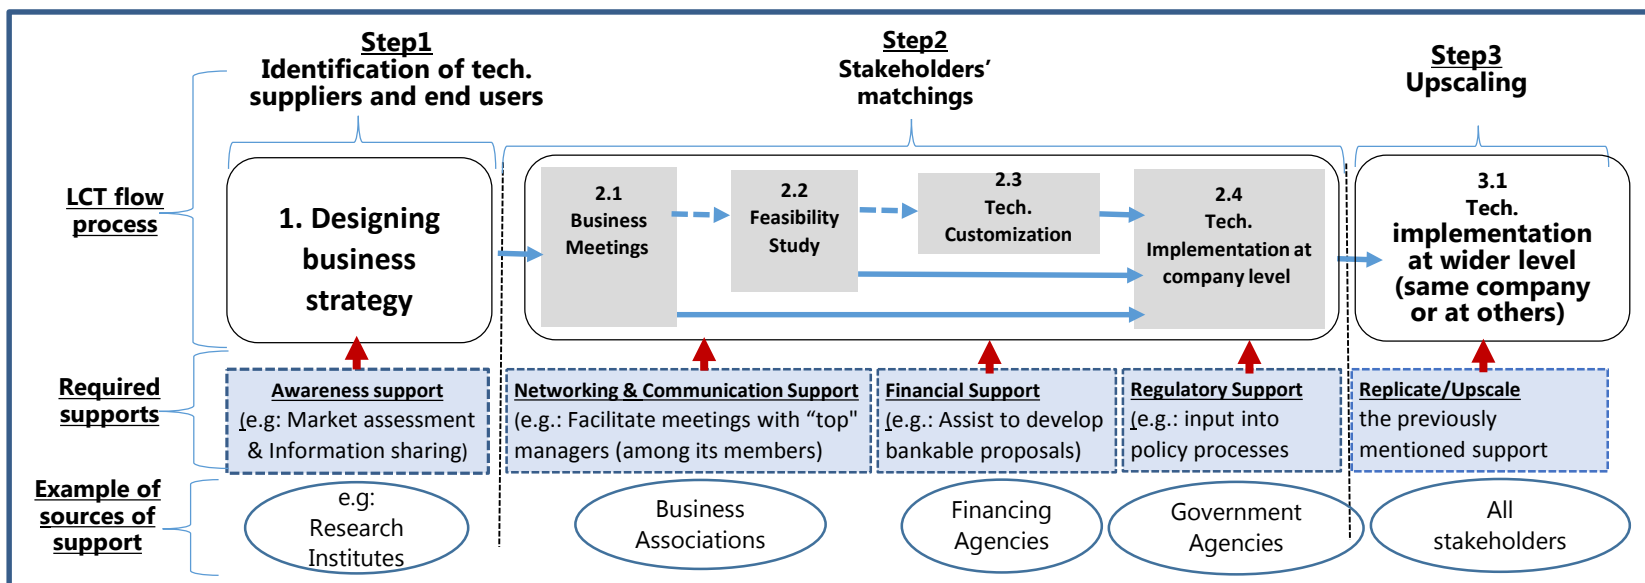 Step1
Identification of tech.
suppliers and end users
Step2
Stakeholders’
matchings
Step3
Upscaling
LCT flow
process
1. Designing
business
strategy
2.1
Business
Meetings
2.2
Feasibility
Study
2.3
Tech.
Customization
2.4
Tech.
Implementation at
company level
3.1
Tech.
implementation
at wider level
(same company
or at others)
Required
supports
Awareness support
(e.g: Market assessment
& Information sharing)
Networking & Communication Support
(e.g.: Facilitate meetings with “top"
managers (among its members)
Financial Support
(e.g.: Assist to develop
bankable proposals)
Regulatory Support
(e.g.: input into
policy processes
Replicate/Upscale
the previously
mentioned support
Example of
sources of
support
e.g:
Research
Institutes
Business
Associations
Financing
Agencies
Government
Agencies
All
stakeholders